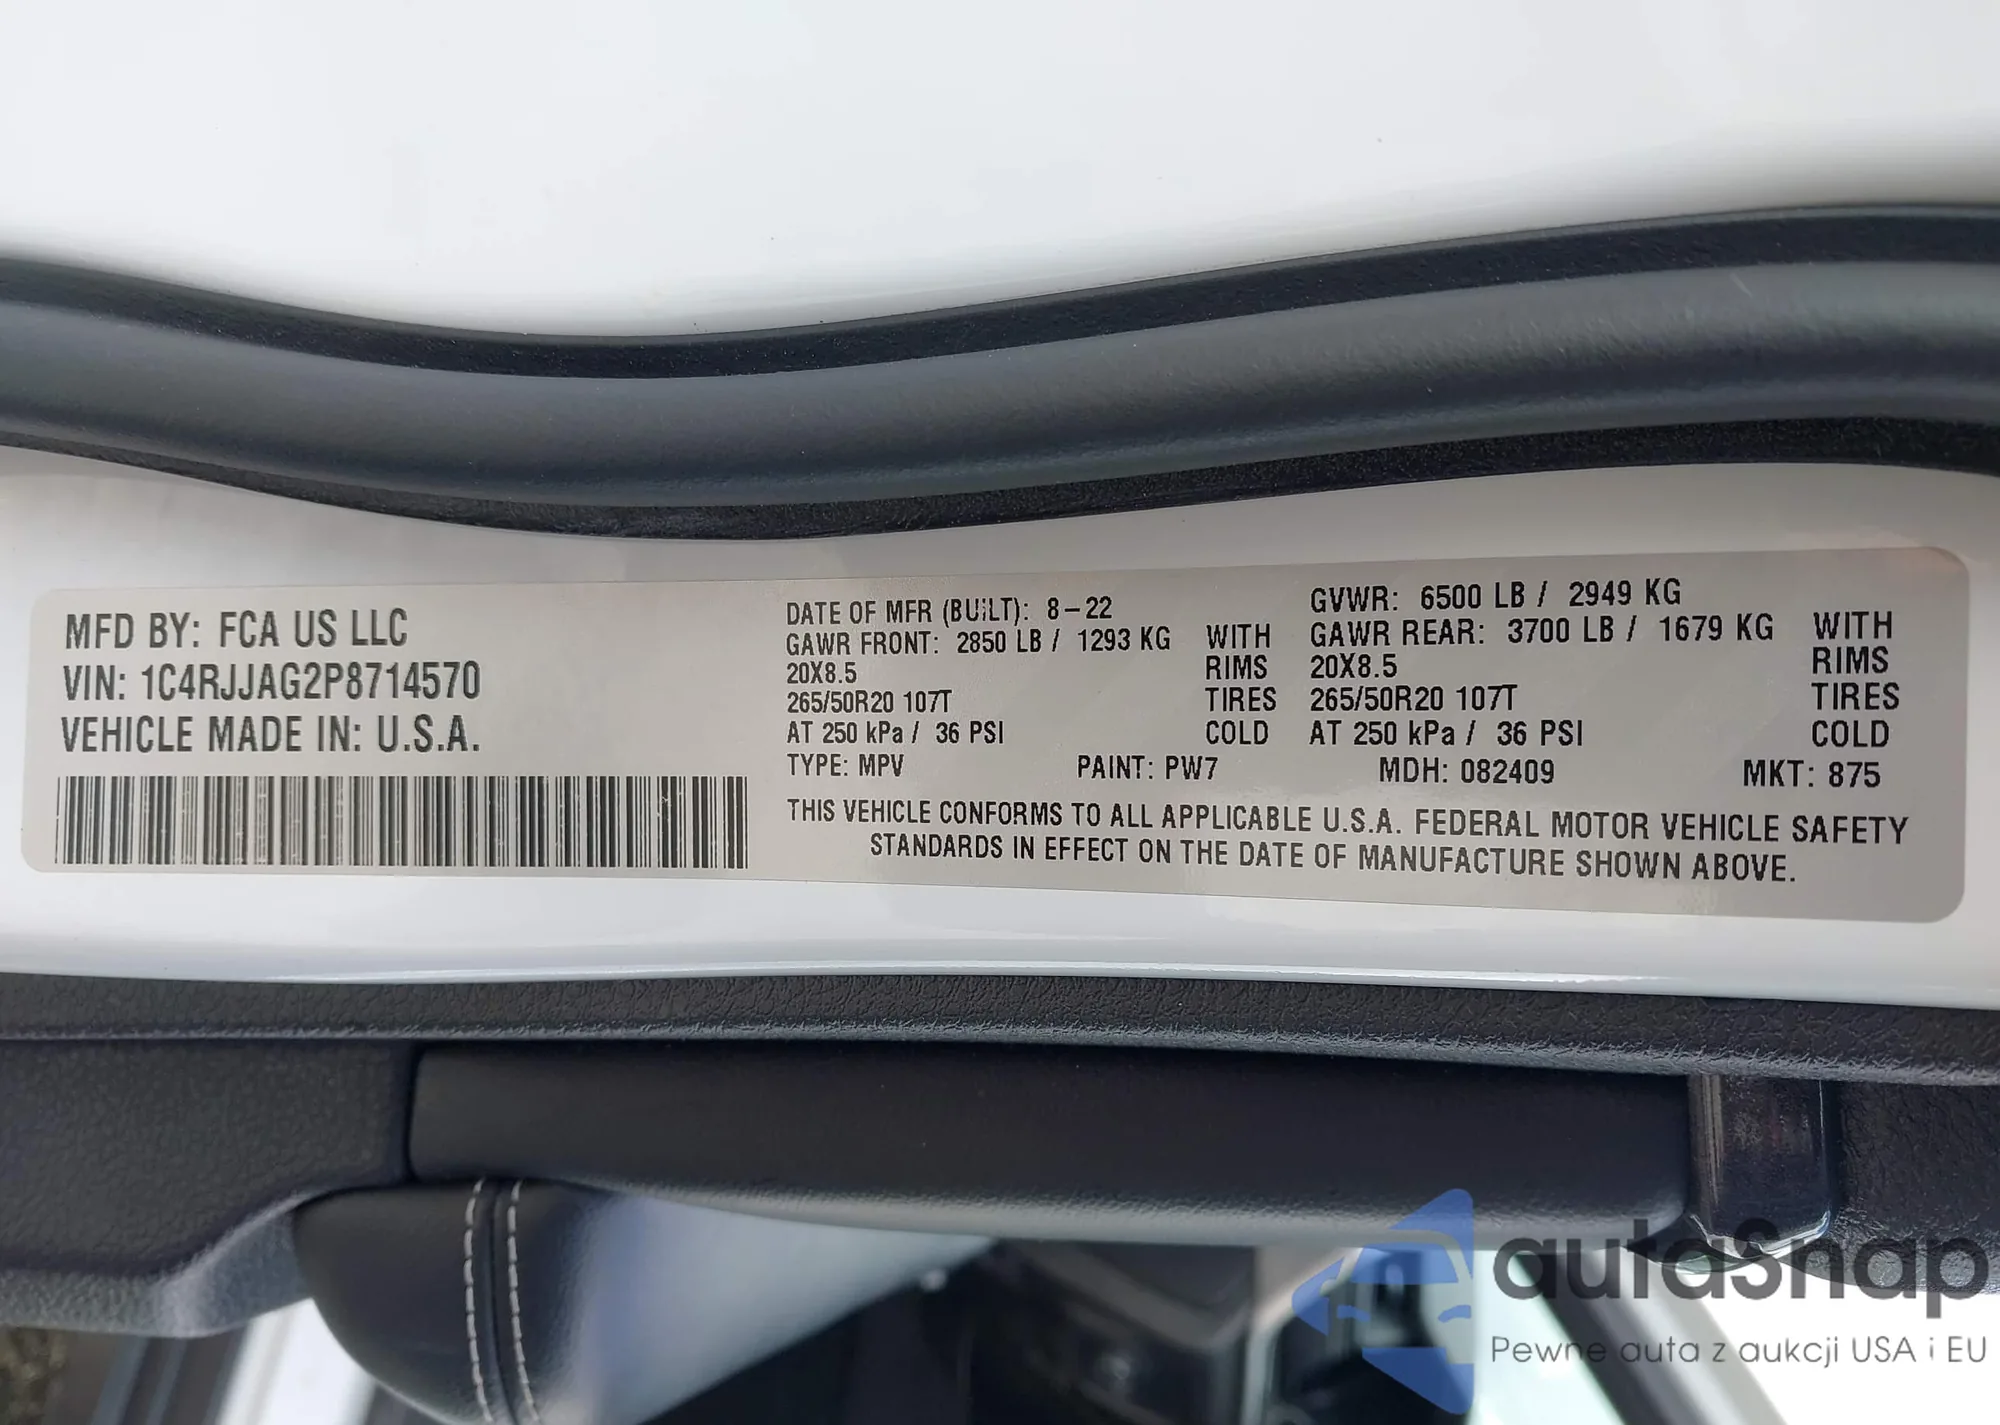 MFD BY: FCA US LLC
VIN: 1C4RJJAG2P8714570
VEHICLE MADE IN: U.S.A.
DATE OF MFR (BUILT): 8-22
GVWR: 6500 LB / 2949 KG
GAWR FRONT: 2850 LB / 1293 KG WITH
20X8.5 RIMS
265/50R20 107T TIRES
AT 250 kPa / 36 PSI COLD
GAWR REAR: 3700 LB / 1679 KG WITH
20X8.5 RIMS
265/50R20 107T TIRES
AT 250 kPa / 36 PSI COLD
TYPE: MPV PAINT: PW7 MDH: 082409 MKT: 875
THIS VEHICLE CONFORMS TO ALL APPLICABLE U.S.A. FEDERAL MOTOR VEHICLE SAFETY
STANDARDS IN EFFECT ON THE DATE OF MANUFACTURE SHOWN ABOVE.
autaSnap
Pewne auta z aukcji USA i EU